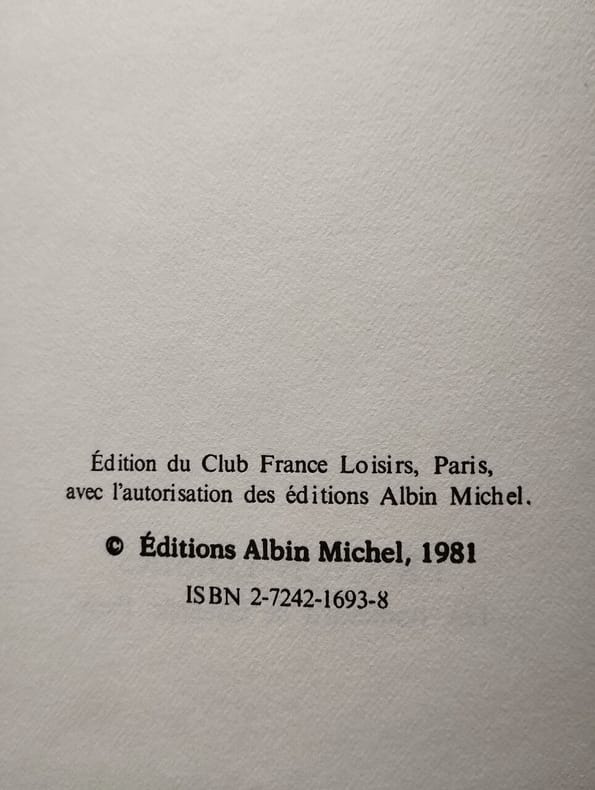 Édition du Club France Loisirs, Paris,
avec l'autorisation des éditions Albin Michel.
© Éditions Albin Michel, 1981
ISBN 2-7242-1693-8